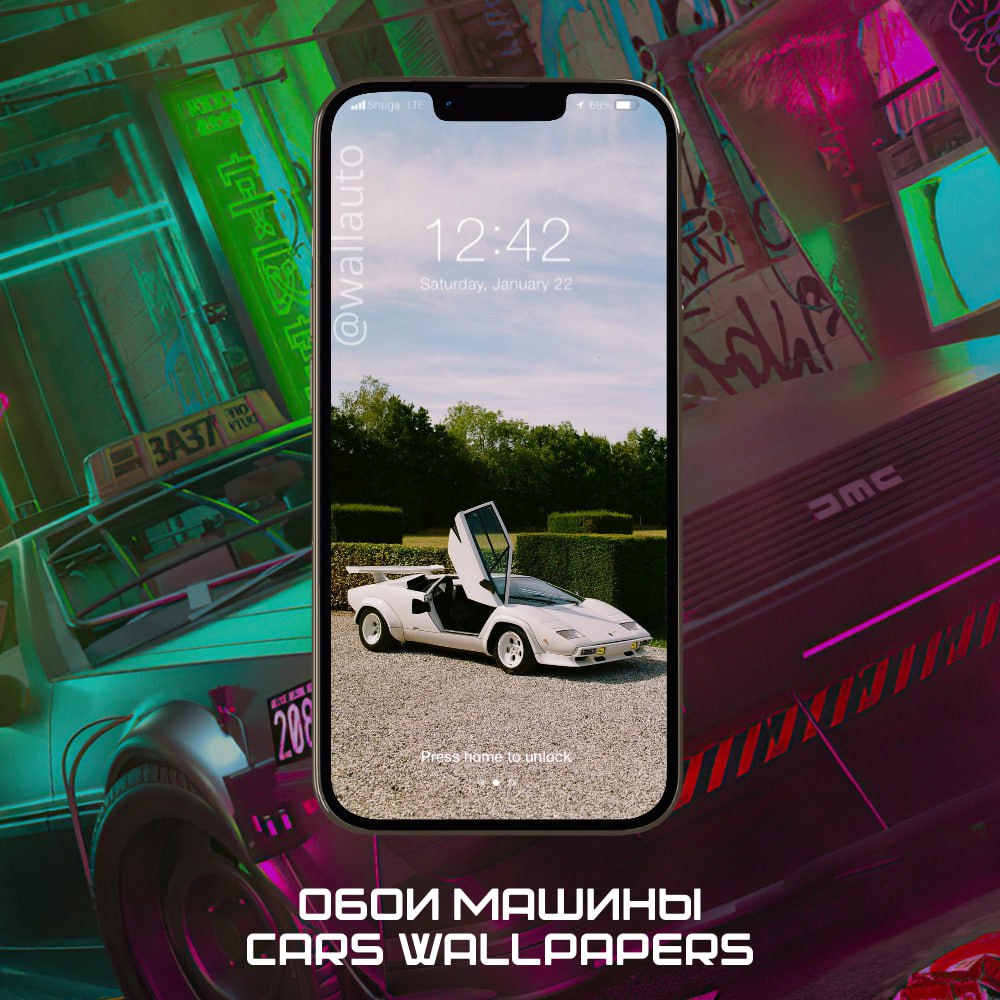 Shuga LTE
59%
@wallauto
12:42
Saturday, January 22
Press home to unlock
3A37
208
DMC
ОБОИ МАШИНЫ
CARS WALLPAPERS